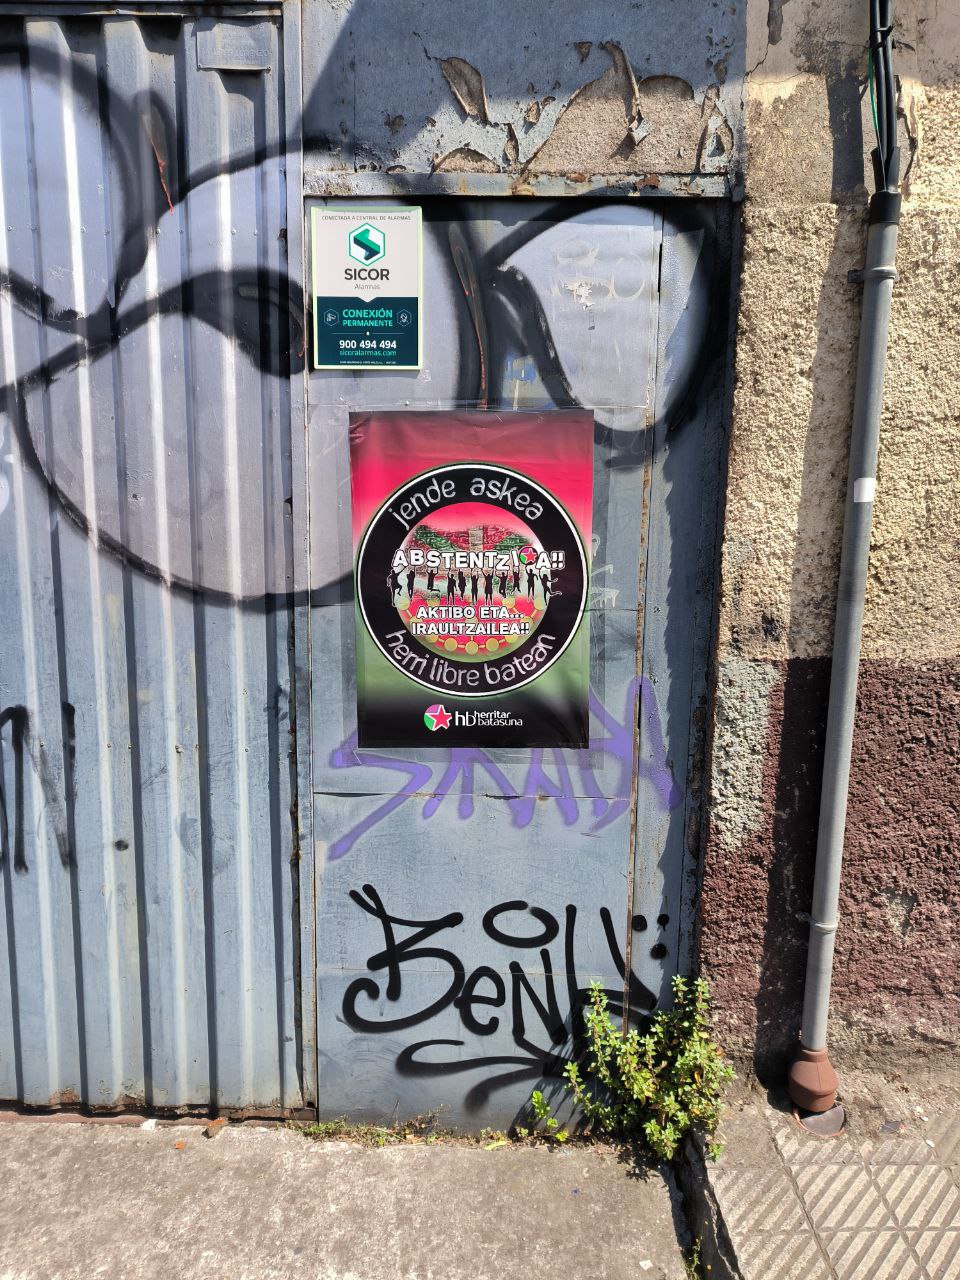 CONECTADA A CENTRAL DE ALARMAS
SICOR
Alarmas
CONEXIÓN
PERMANENTE
900 494 494
sicoralarmas.com
jende askea
ABSTENTZIOA!!
AKTIBO ETA...
IRAULTZAILEA!!
herri libre batean
hb herritar
batasuna